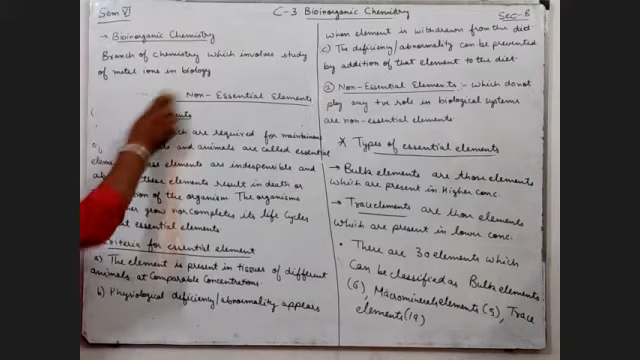 Sem VI
C-3 Bioinorganic Chemistry
Sec-B
→ Bioinorganic Chemistry
Branch of Chemistry which involves study
of metal ions in biology
Non-Essential Elements
which are required for maintenance
and animals are called essential
elements these elements are indespensible and
these elements result in death or
of the organism. The organisms
grow nor completes its life Cycles
essential elements
Criteria for essential element
a) The element is present in tissues of different
animals at Comparable Concentrations.
b) Physiological deficiency/abnormality appears
when element is withdrawn from the diet
c) The deficiency/abnormality can be prevented
by addition of that element to the diet.
② Non-Essential Elements :- which do not
play any +ve role in biological systems
are non-essential elements
* Types of essential elements
→ Bulk elements are those elements
which are present in Higher conc.
→ Trace elements are those elements
which are present in lower conc.
• There are 30 elements which
Can be classified as Bulk elements
(6), Macrominerals elements (5), Trace
elements (19)